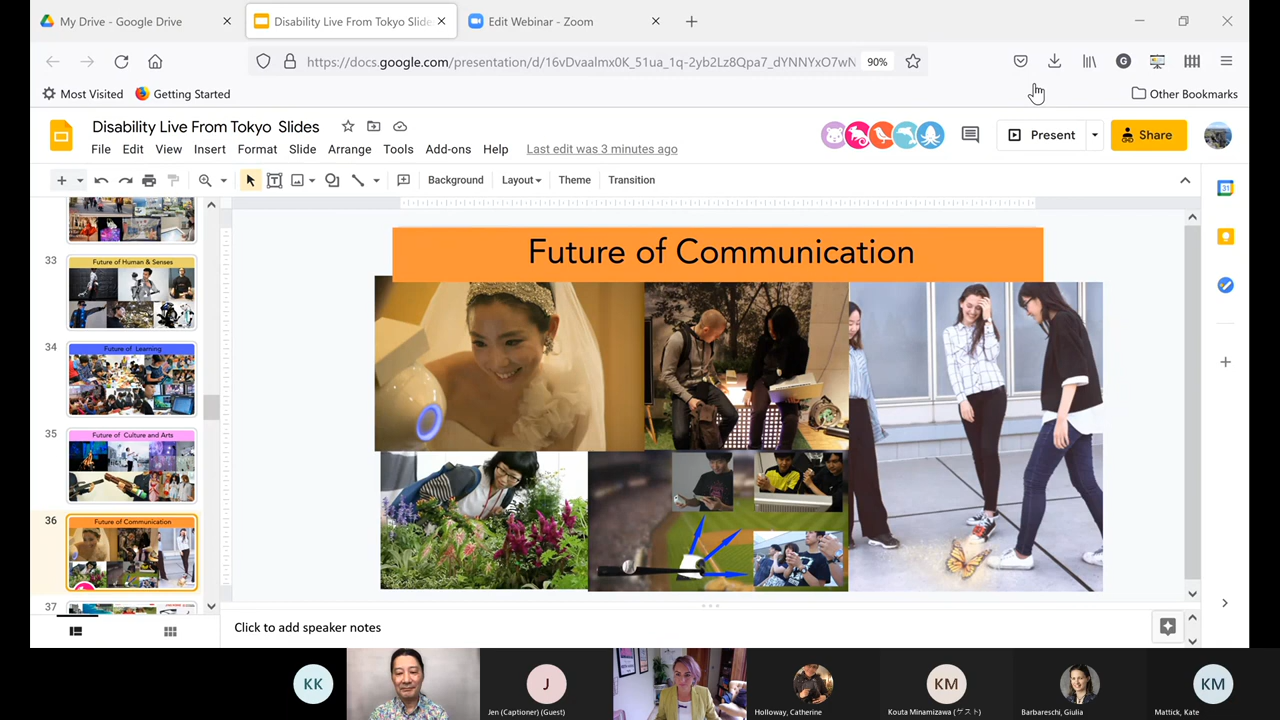 My Drive - Google Drive
Disability Live From Tokyo Slide
Edit Webinar - Zoom
https://docs.google.com/presentation/d/16vDvaalmx0K_51ua_1q-2yb2Lz8Qpa7_dYNNYxO7wN
90%
Most Visited
Getting Started
Other Bookmarks
Disability Live From Tokyo Slides
Present
Share
File Edit View Insert Format Slide Arrange Tools Add-ons Help Last edit was 3 minutes ago
Background Layout Theme Transition
33
Future of Human & Senses
34
Future of Learning
35
Future of Culture and Arts
36
Future of Communication
37
Future of Communication
Click to add speaker notes
KK
J
Jen (Captioner) (Guest)
Holloway, Catherine
KM
Kouta Minamizawa (ゲスト)
Barbareschi, Giulia
KM
Mattick, Kate